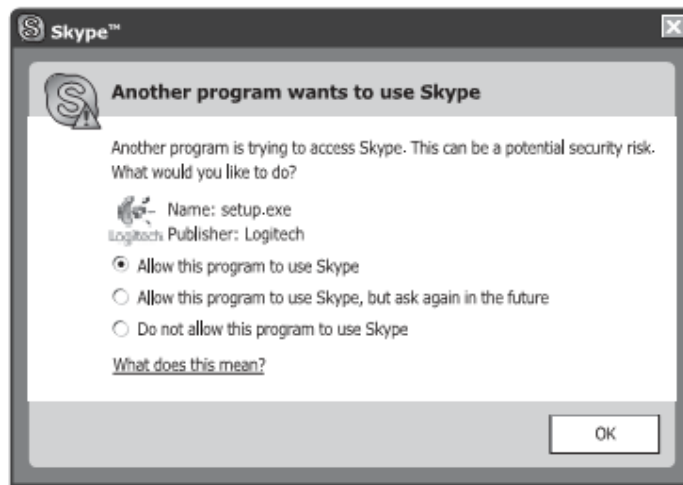 Skype™
Another program wants to use Skype
Another program is trying to access Skype. This can be a potential security risk.
What would you like to do?
Name: setup.exe
Logitech Publisher: Logitech
Allow this program to use Skype
Allow this program to use Skype, but ask again in the future
Do not allow this program to use Skype
What does this mean?
OK